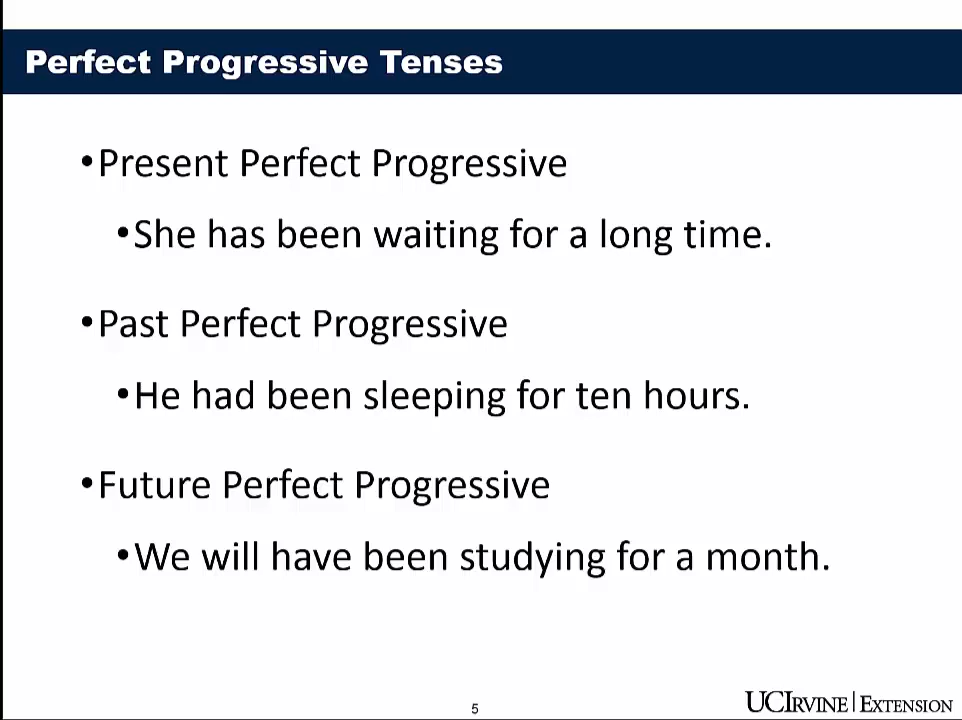 Perfect Progressive Tenses
•Present Perfect Progressive
•She has been waiting for a long time.
•Past Perfect Progressive
•He had been sleeping for ten hours.
•Future Perfect Progressive
•We will have been studying for a month.
5
UCIRVINE | EXTENSION